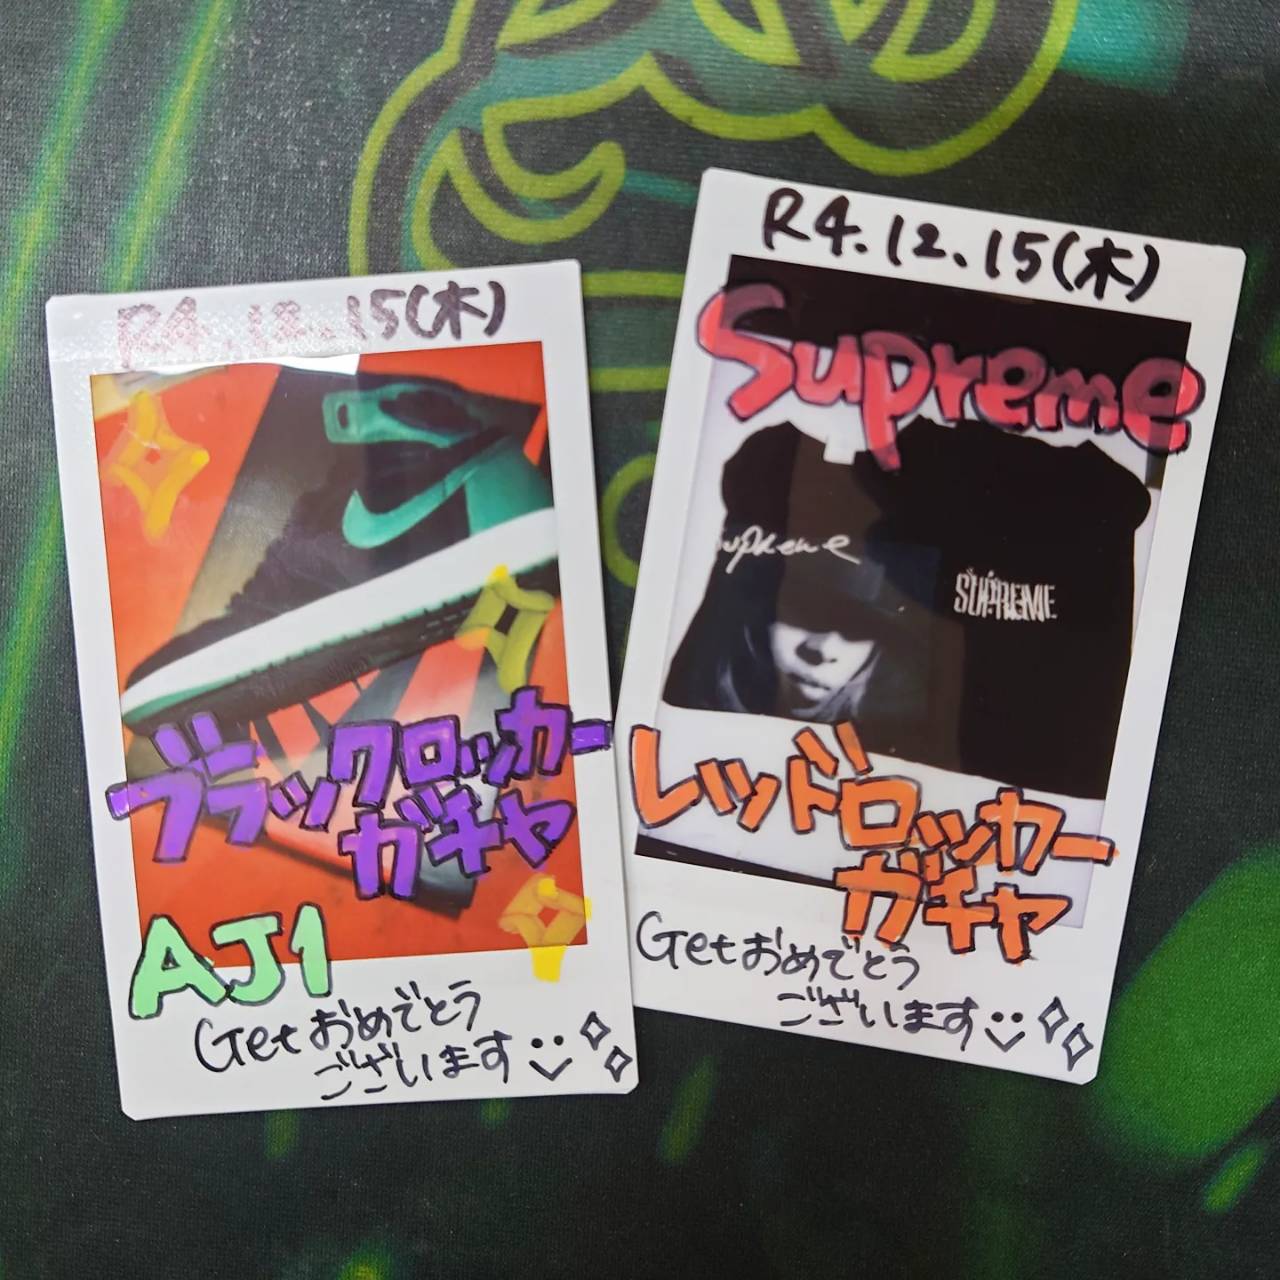 R4.12.15(木)
ブラックロッカー
ガチャ
AJ1
Getおめでとう
ございます
R4.12.15(木)
Supreme
Supreme
SUPREME
レッドロッカー
ガチャ
Getおめでとう
ございます